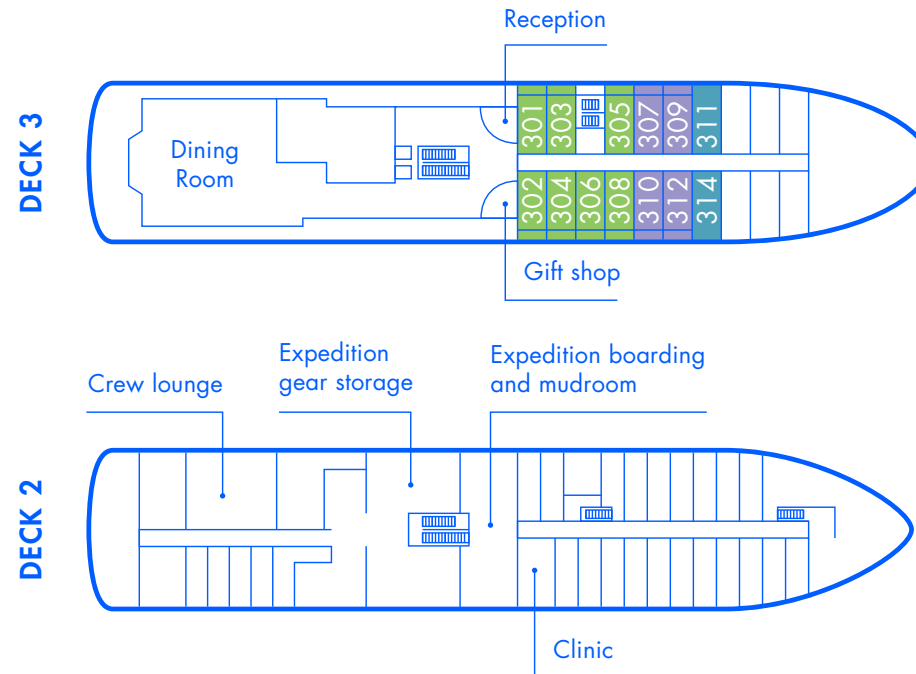 Reception
DECK 3
Dining
Room
301
303
305
307
309
311
302
304
306
308
310
312
314
Gift shop
Expedition
gear storage
Expedition boarding
and mudroom
Crew lounge
DECK 2
Clinic